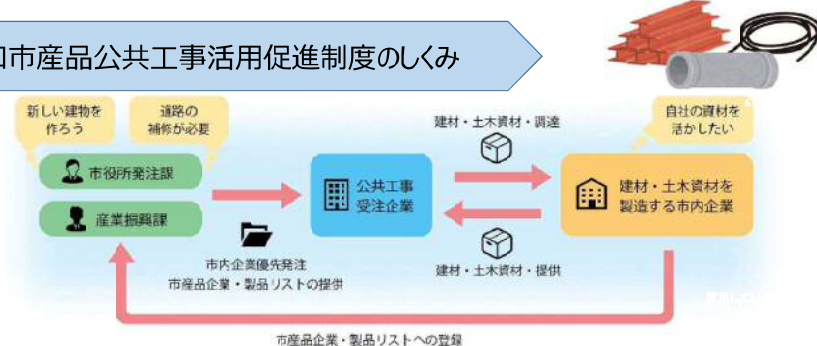 口市産品公共工事活用促進制度のしくみ
新しい建物を
作ろう
道路の
補修が必要
市役所発注課
産業振興課
市内企業優先発注
市産品企業・製品リストの提供
公共工事
受注企業
建材・土木資材・調達
建材・土木資材・提供
自社の資材を
活かしたい
建材・土木資材を
製造する市内企業
市産品企業・製品リストへの登録